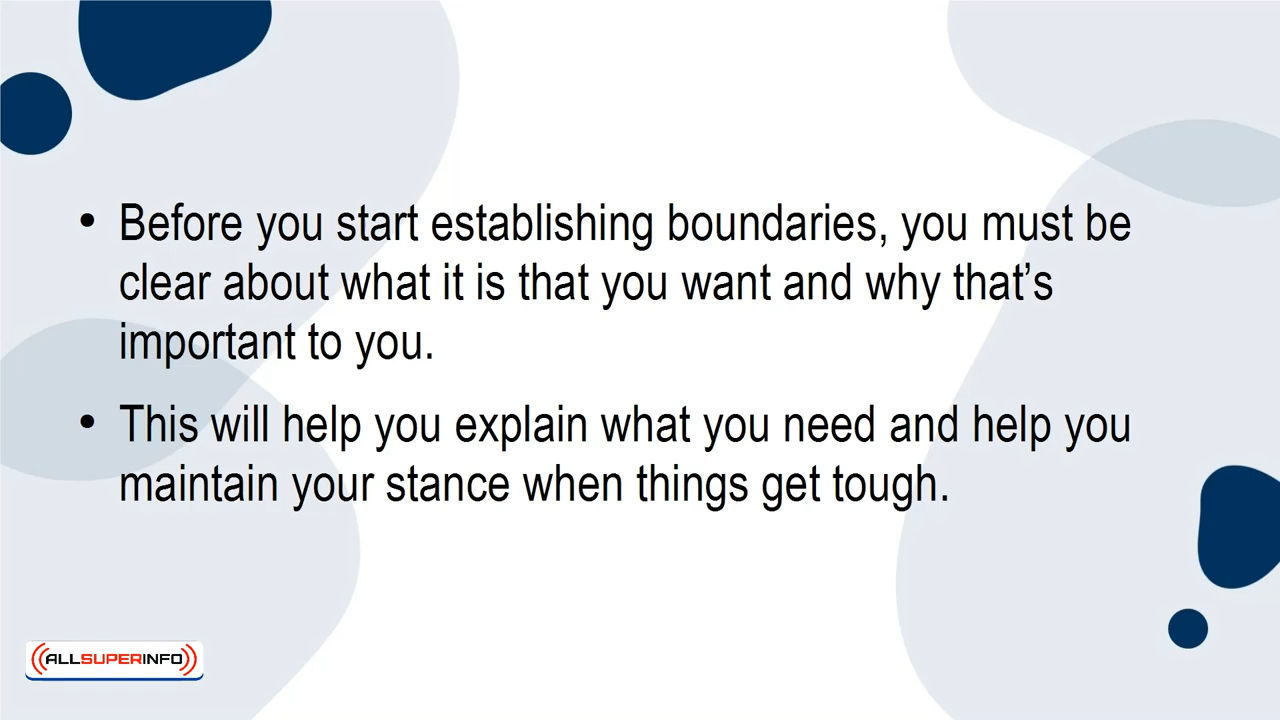 • Before you start establishing boundaries, you must be
clear about what it is that you want and why that’s
important to you.
• This will help you explain what you need and help you
maintain your stance when things get tough.
ALLSUPERINFO